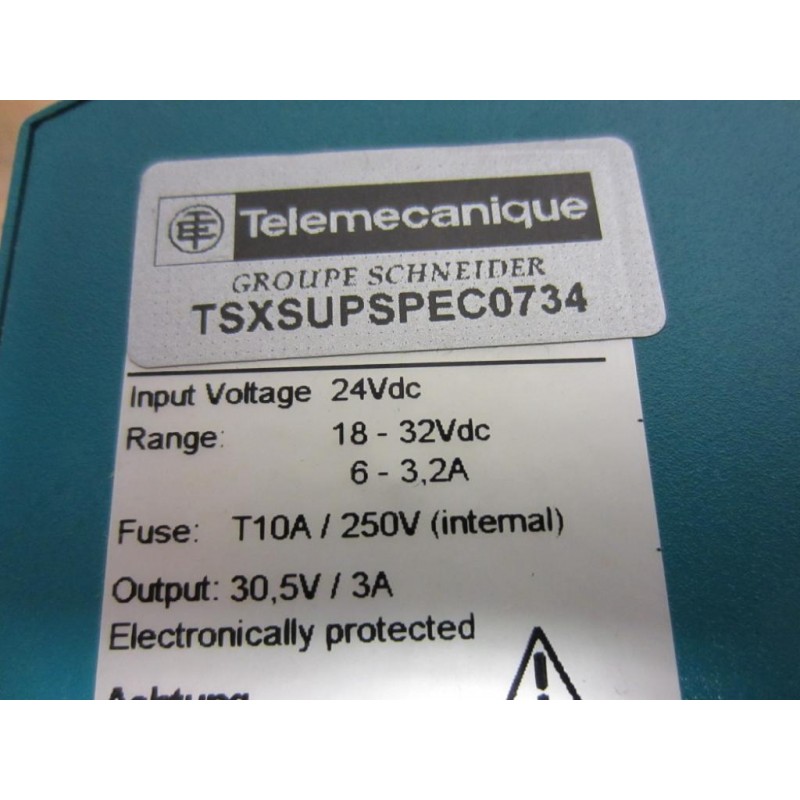 Telemecanique
GROUPE SCHNEIDER
TSXSUPSPEC0734
Input Voltage 24Vdc
Range: 18 - 32Vdc
6 - 3,2A
Fuse: T10A / 250V (internal)
Output: 30,5V / 3A
Electronically protected
Achtung